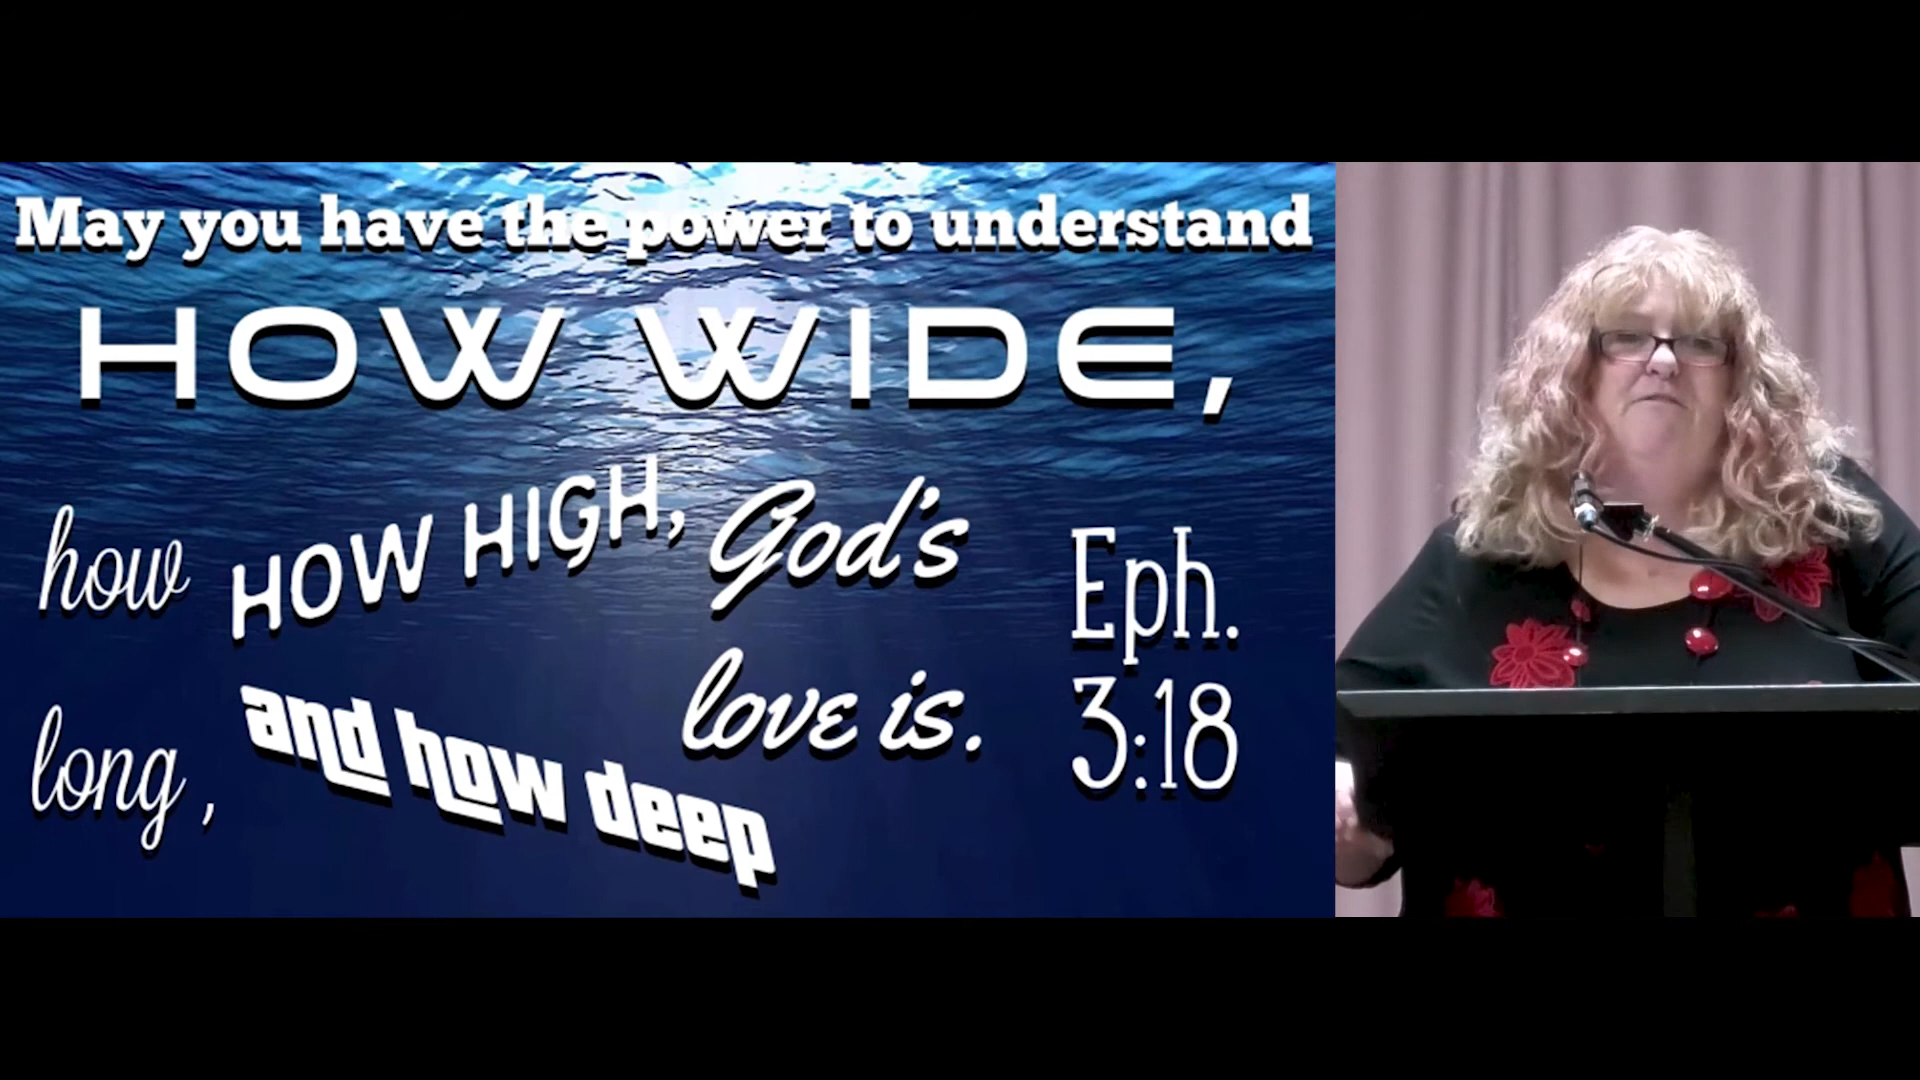 May you have the power to understand
HOW WIDE,
how
long,
HOW HIGH,
and how deep
God's
love is.
Eph.
3:18